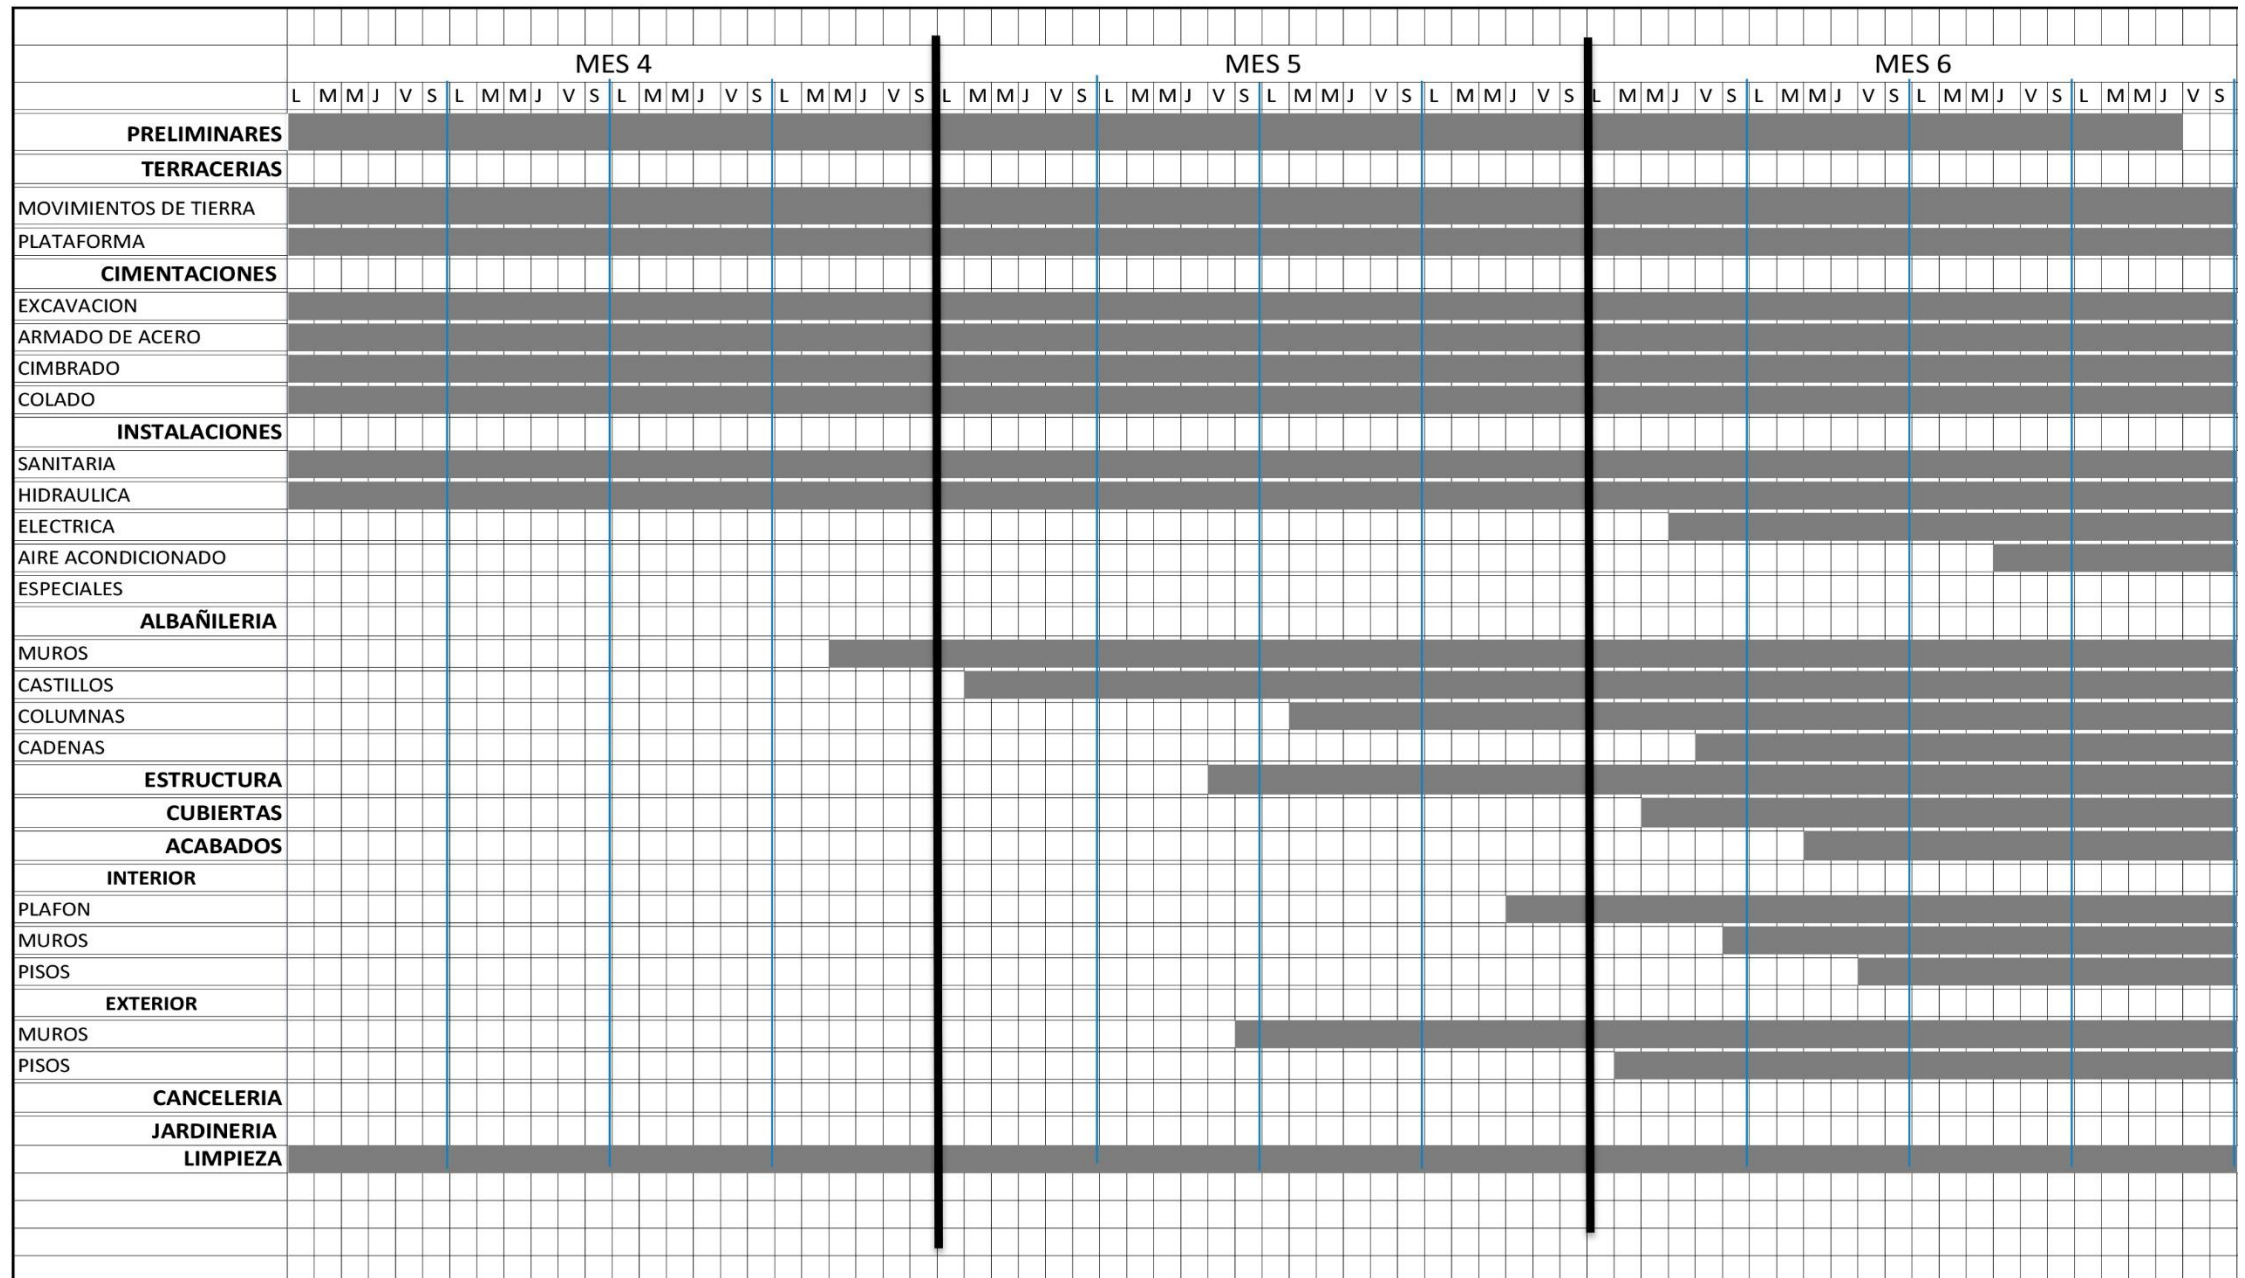 MES 4 MES 5 MES 6
L M M J V S L M M J V S L M M J V S L M M J V S L M M J V S L M M J V S L M M J V S L M M J V S L M M J V S L M M J V S L M M J V S L M M J V S
PRELIMINARES
TERRACERIAS
MOVIMIENTOS DE TIERRA
PLATAFORMA
CIMENTACIONES
EXCAVACION
ARMADO DE ACERO
CIMBRADO
COLADO
INSTALACIONES
SANITARIA
HIDRAULICA
ELECTRICA
AIRE ACONDICIONADO
ESPECIALES
ALBAÑILERIA
MUROS
CASTILLOS
COLUMNAS
CADENAS
ESTRUCTURA
CUBIERTAS
ACABADOS
INTERIOR
PLAFON
MUROS
PISOS
EXTERIOR
MUROS
PISOS
CANCELERIA
JARDINERIA
LIMPIEZA